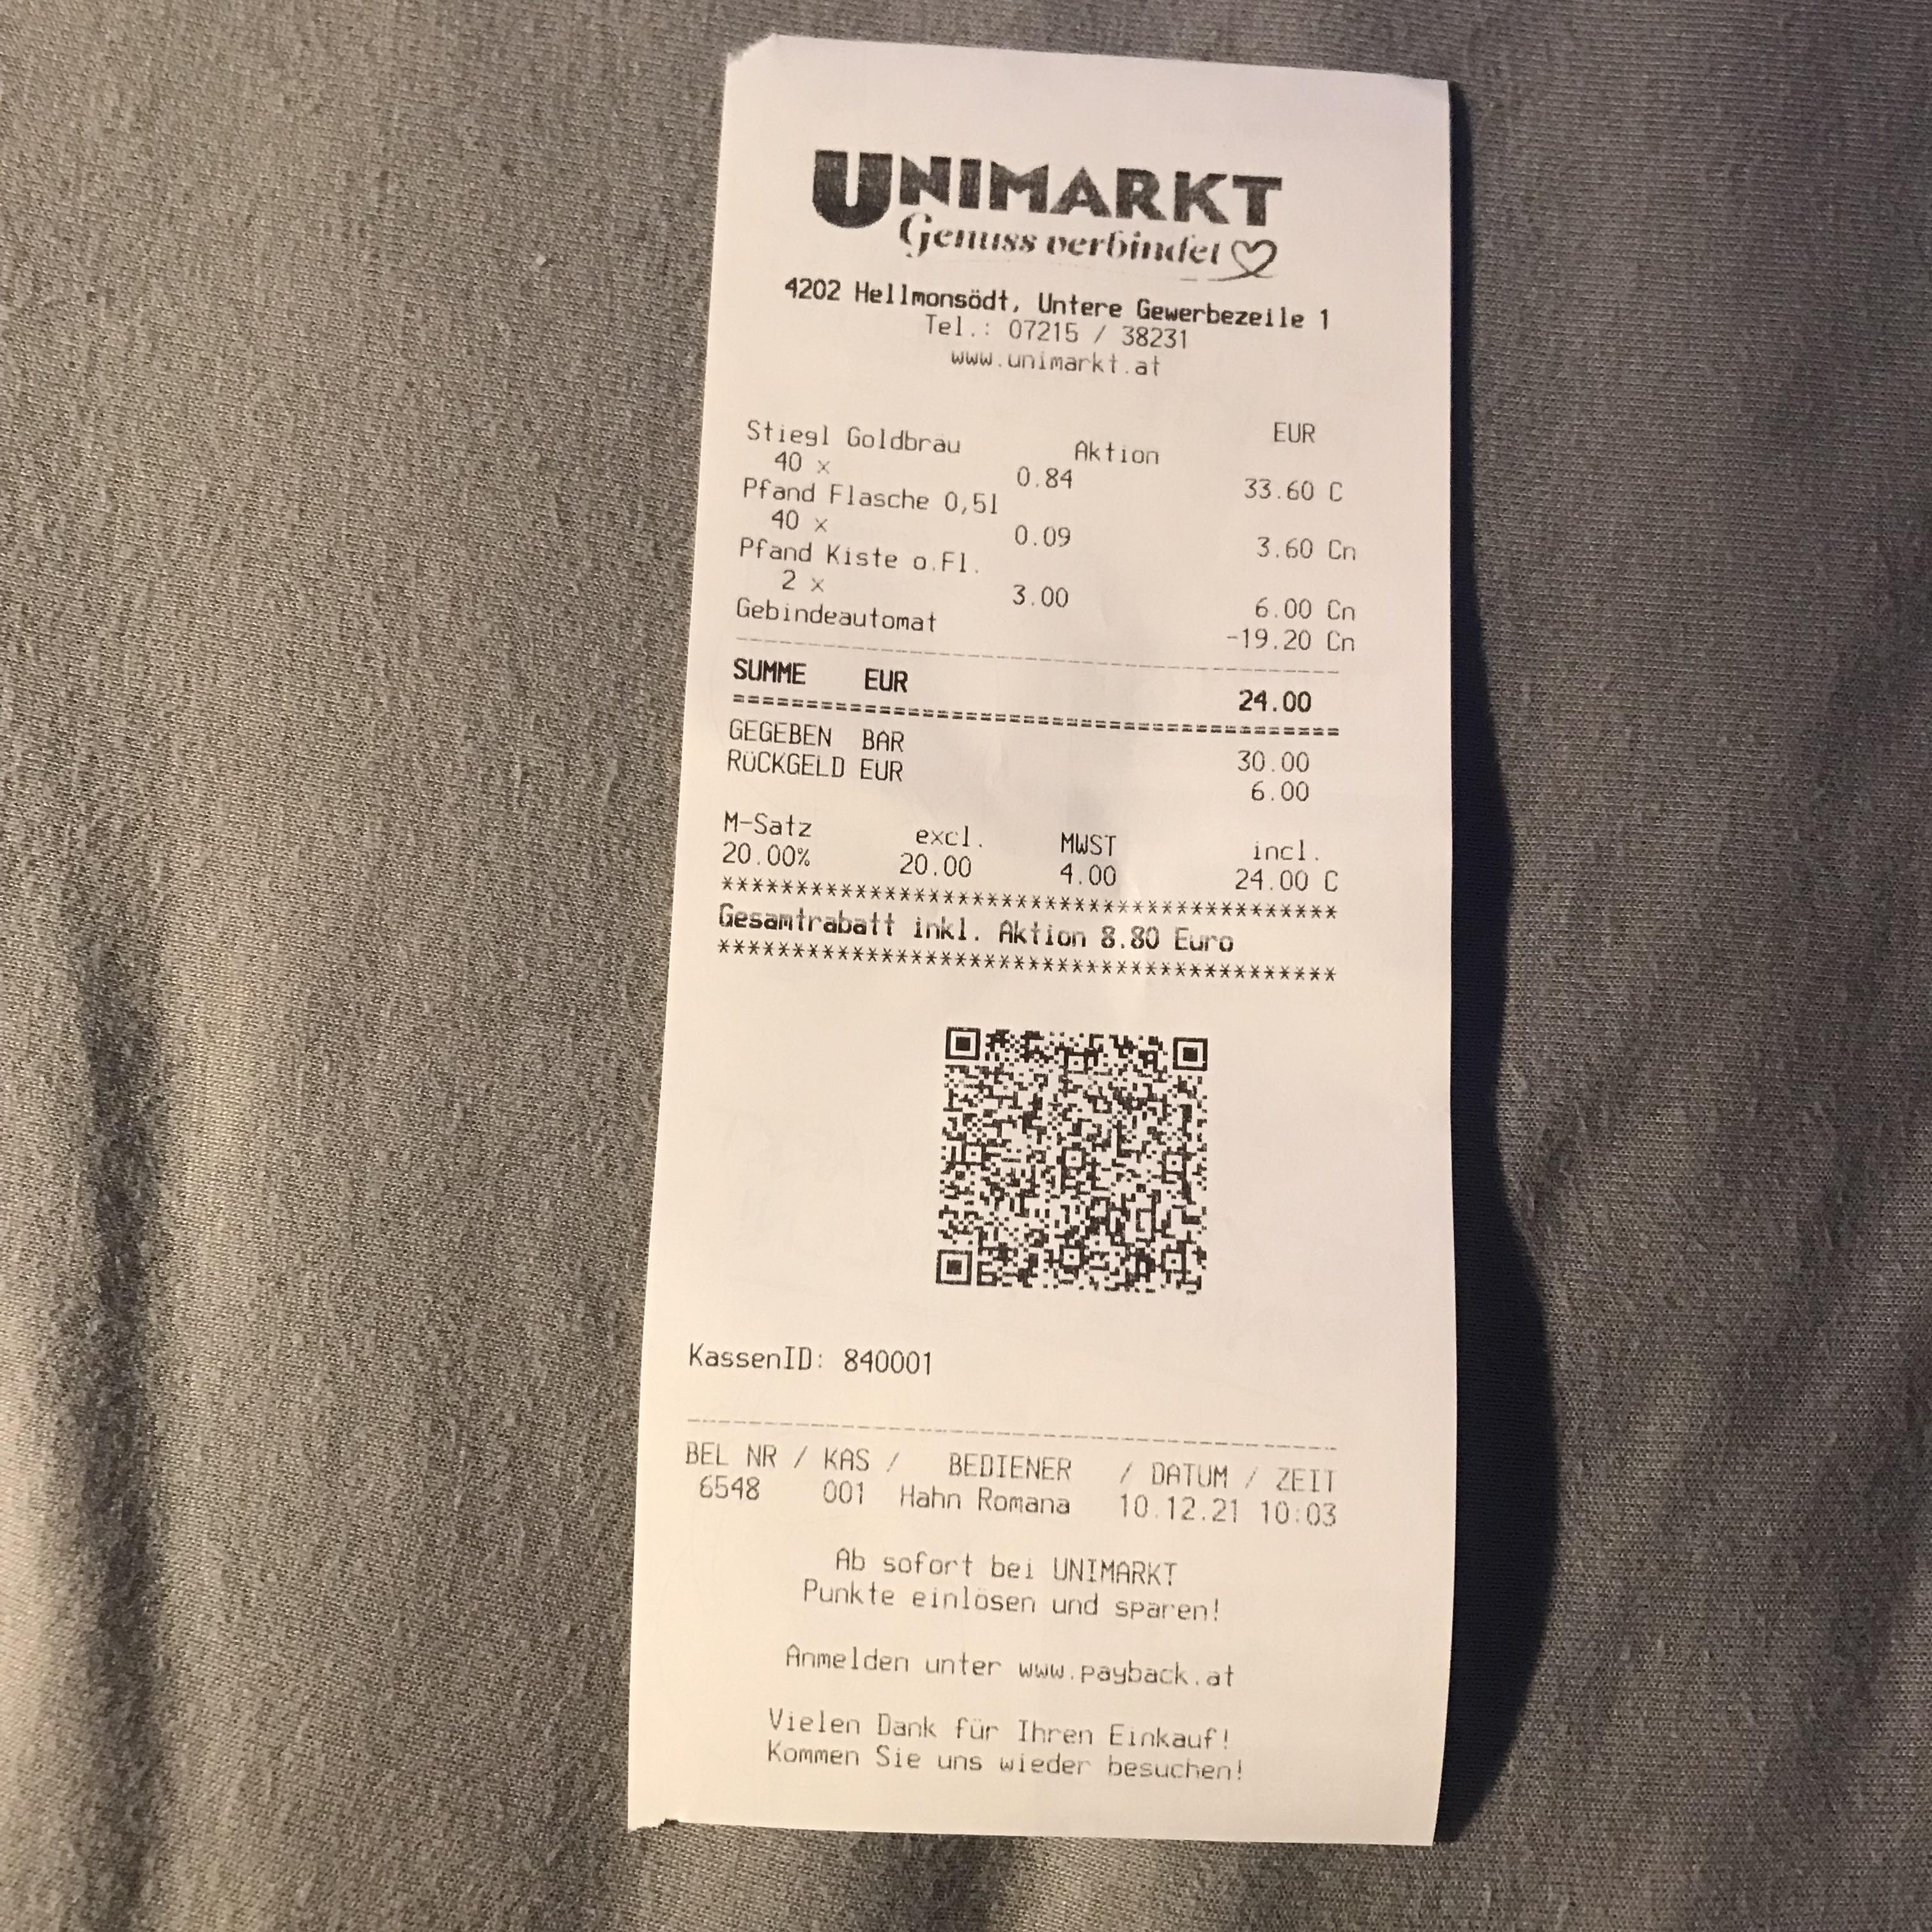 UNIMARKT
Genuss verbindet
4202 Hellmonsödt, Untere Gewerbezeile 1
Tel.: 07215 / 38231
www.unimarkt.at
EUR
Stiegl Goldbräu Aktion
40 x 0.84 33.60 C
Pfand Flasche 0,5l
40 x 0.09 3.60 Cn
Pfand Kiste o.Fl.
2 x 3.00 6.00 Cn
Gebindeautomat -19.20 Cn
SUMME EUR 24.00
GEGEBEN BAR 30.00
RÜCKGELD EUR 6.00
M-Satz excl. MWST incl.
20.00% 20.00 4.00 24.00 C
******************************************
Gesamtrabatt inkl. Aktion 8.80 Euro
******************************************
KassenID: 840001
BEL NR / KAS / BEDIENER / DATUM / ZEIT
6548 001 Hahn Romana 10.12.21 10:03
Ab sofort bei UNIMARKT
Punkte einlösen und sparen!
Anmelden unter www.payback.at
Vielen Dank für Ihren Einkauf!
Kommen Sie uns wieder besuchen!